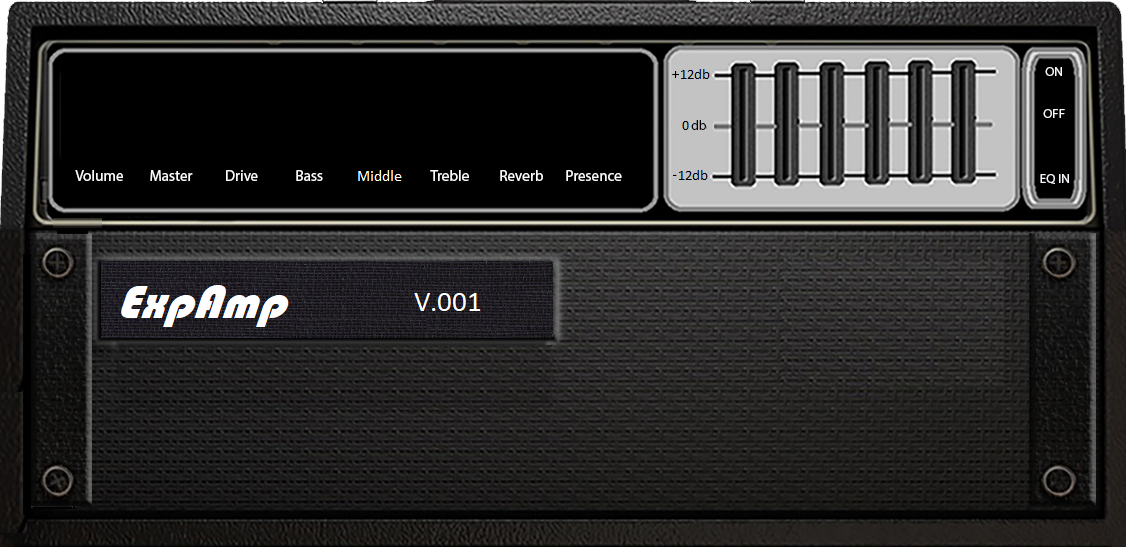 Volume Master Drive Bass Middle Treble Reverb Presence
+12db
0 db
-12db
ON
OFF
EQ IN
ExpAmp V.001